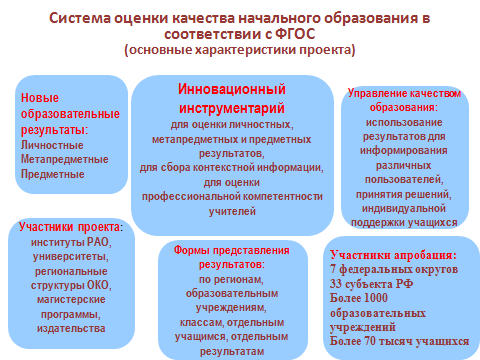 Система оценки качества начального образования в
соответствии с ФГОС
(основные характеристики проекта)
Новые
образовательные
результаты:
Личностные
Метапредметные
Предметные
Инновационный
инструментарий
для оценки личностных,
метапредметных и предметных
результатов,
для сбора контекстной информации,
для оценки
профессиональной компетентности
учителей
Управление качеством
образования:
использование
результатов для
информирования
различных
пользователей,
принятия решений,
индивидуальной
поддержки учащихся
Участники проекта:
институты РАО,
университеты,
региональные
структуры ОКО,
магистерские
программы,
издательства
Формы представления
результатов:
по регионам,
образовательным
учреждениям,
классам, отдельным
учащимся, отдельным
результатам
Участники апробации:
7 федеральных округов
33 субъекта РФ
Более 1000
образовательных
учреждений
Более 70 тысяч учащихся